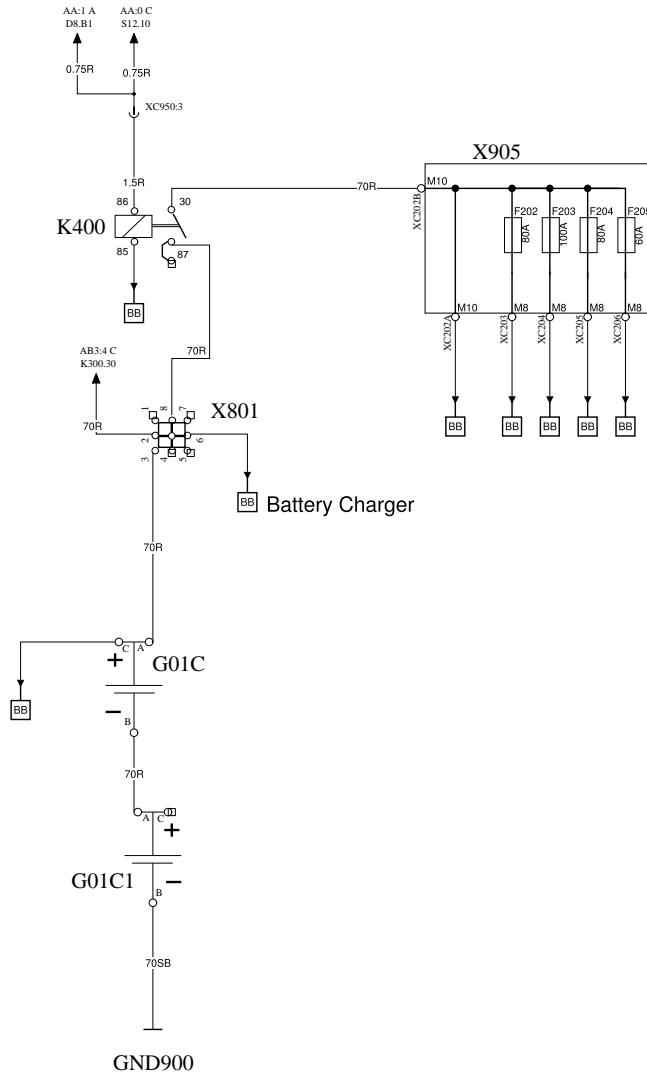 AA:1 A
D8.B1
AA:0 C
S12.10
0.75R
0.75R
XC950:3
1.5R
86
30
K400
85
87
BB
70R
XC202B
X905
M10
F202
80A
F203
100A
F204
80A
F205
60A
M10
M8
M8
M8
M8
XC202A
XC203
XC204
XC205
XC206
BB
BB
BB
BB
BB
70R
AB3:4 C
K300.30
70R
X801
1
8
7
2
6
3
4
5
BB
Battery Charger
70R
C
A
+
G01C
BB
−
B
70R
A
C
+
G01C1
−
B
70SB
GND900